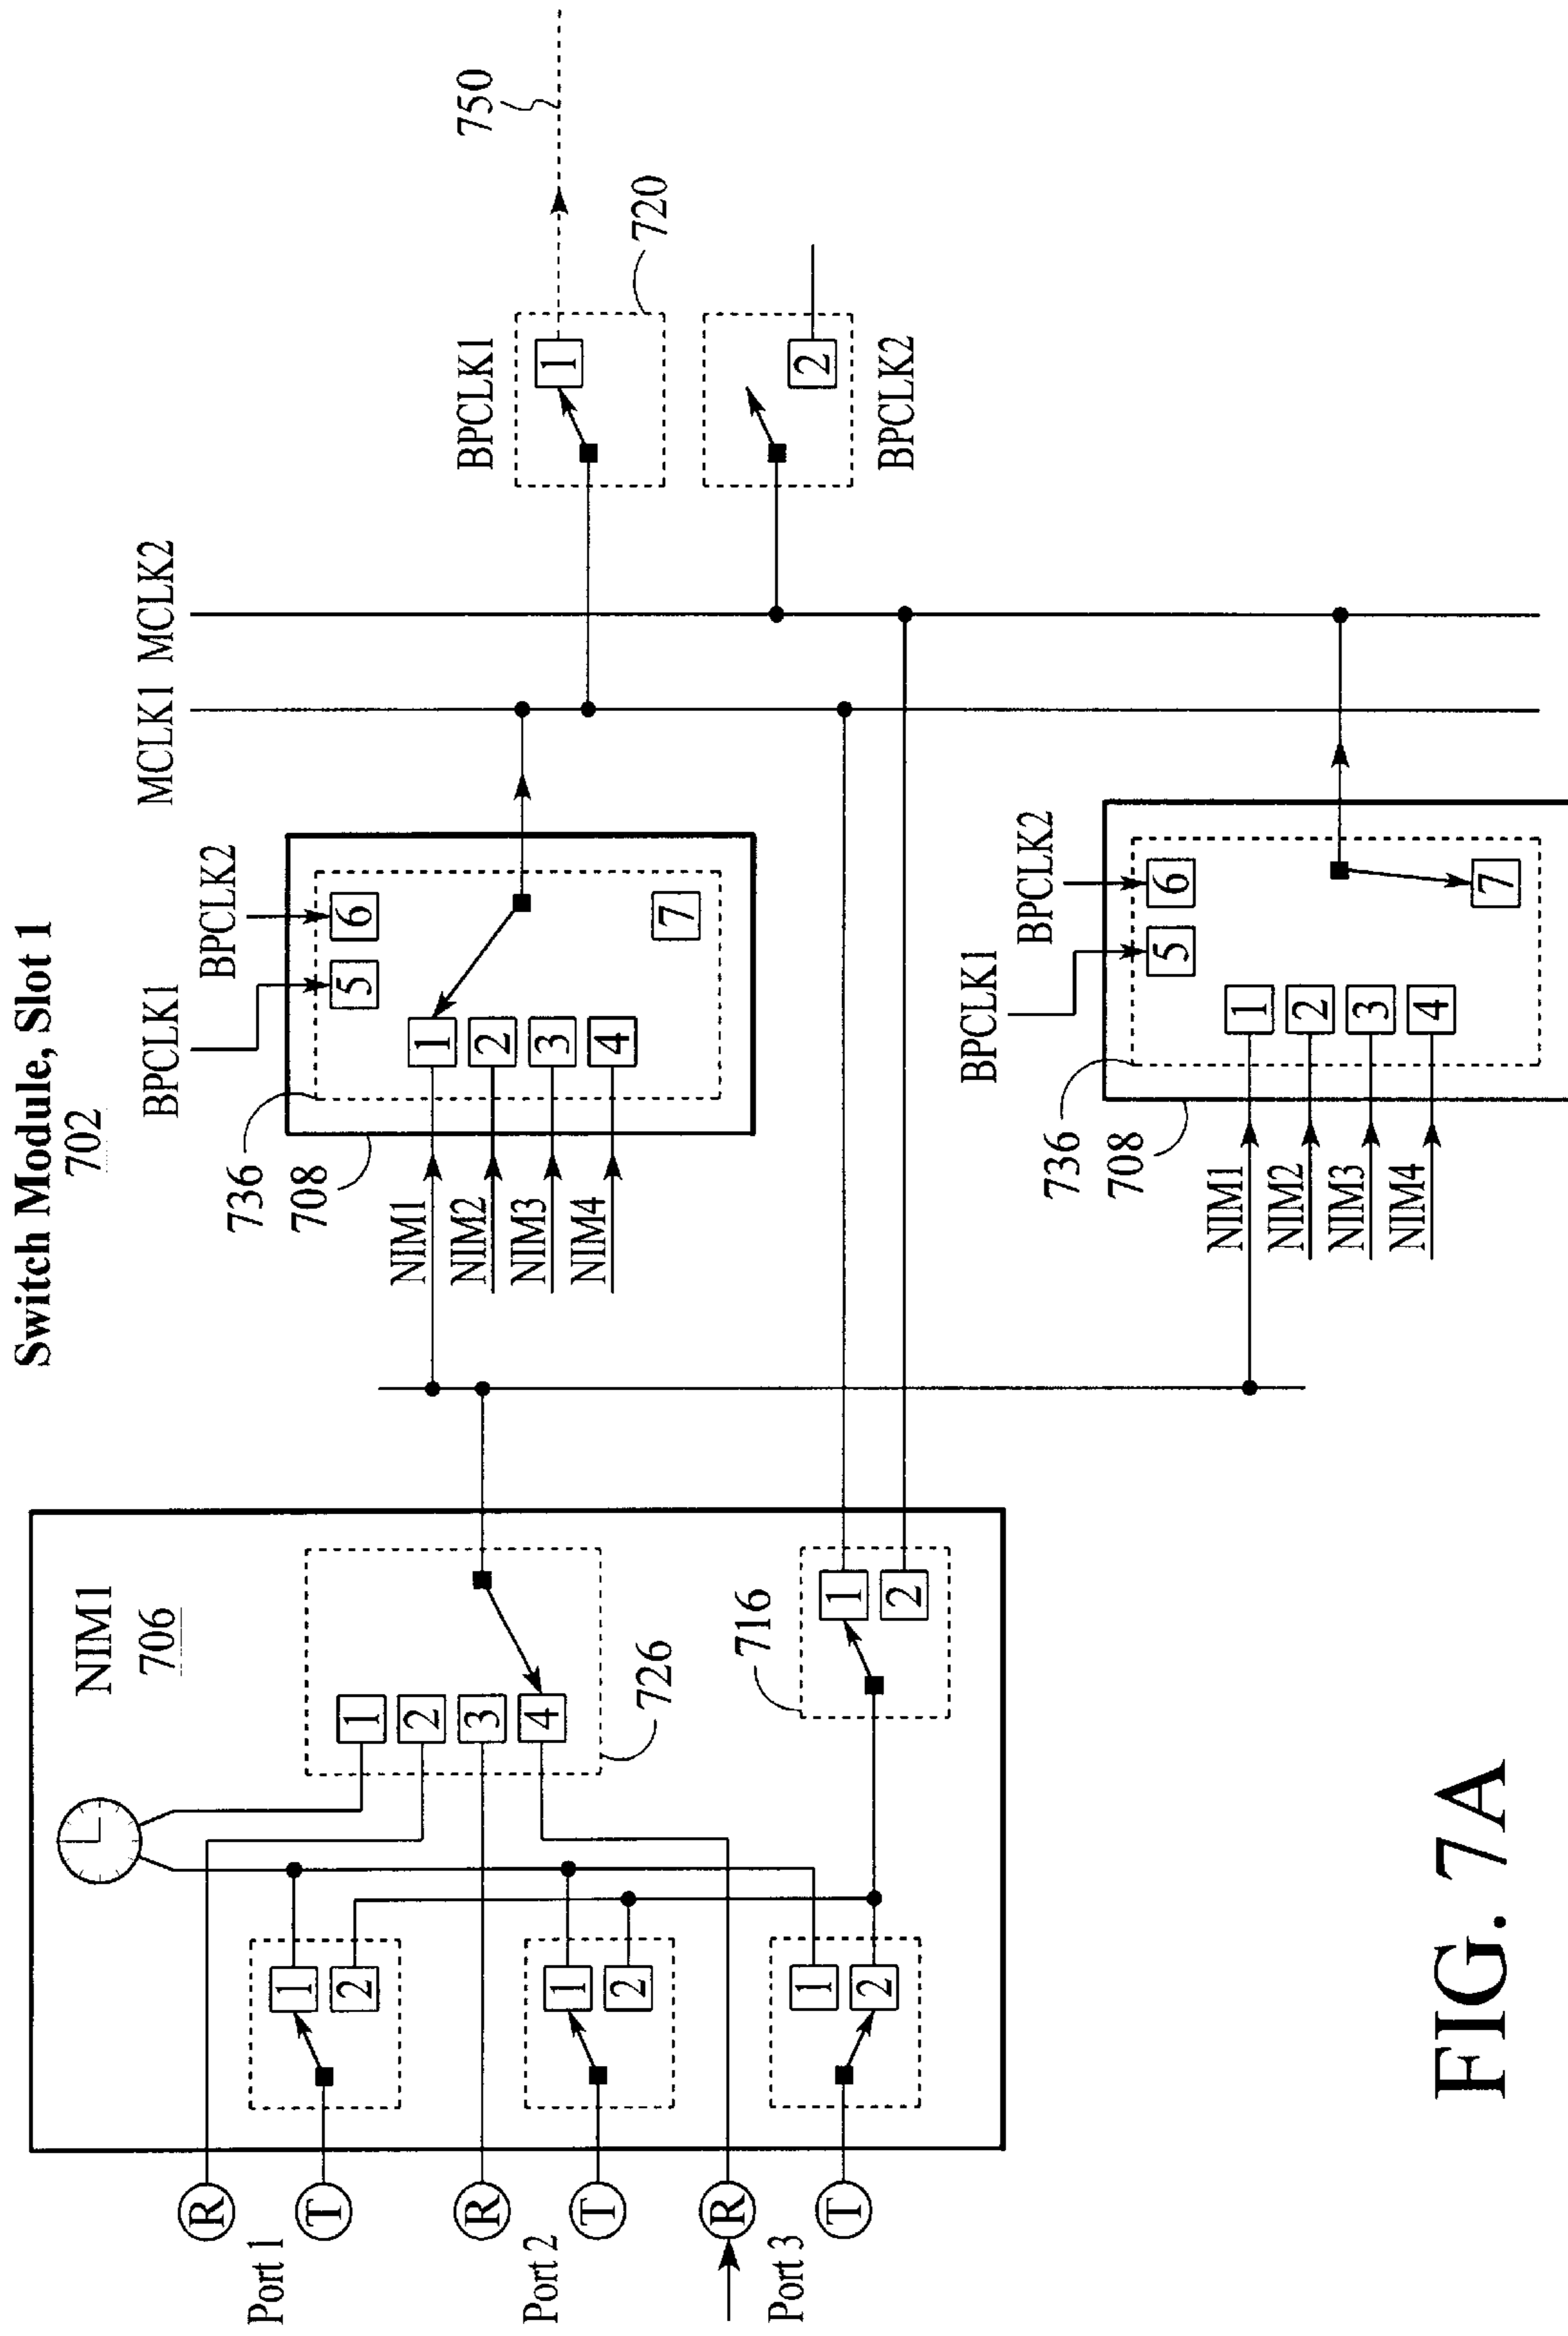 Switch Module, Slot 1
702
NIM1
706
1
2
3
4
726
716
1
2
1
2
1
2
1
2
R
T
Port 1
R
T
Port 2
R
T
Port 3
BPCLK1
BPCLK2
736
708
NIM1
NIM2
NIM3
NIM4
1
2
3
4
5
6
7
MCLK1
MCLK2
BPCLK1
1
720
750
2
BPCLK2
BPCLK1
BPCLK2
736
708
NIM1
NIM2
NIM3
NIM4
1
2
3
4
5
6
7
FIG. 7A